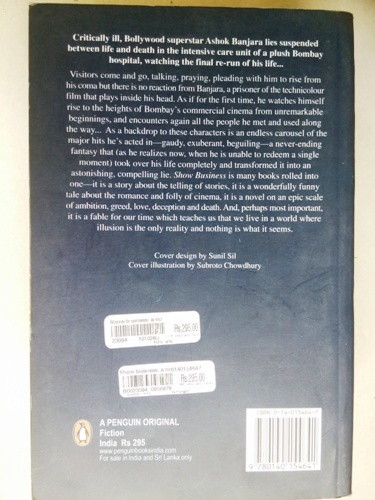 Critically ill, Bollywood superstar Ashok Banjara lies suspended
between life and death in the intensive care unit of a plush Bombay
hospital, watching the final re-run of his life...
Visitors come and go, talking, praying, pleading with him to rise from
his coma but there is no reaction from Banjara, a prisoner of the technicolour
film that plays inside his head. As if for the first time, he watches himself
rise to the heights of Bombay's commercial cinema from unremarkable
beginnings, and encounters again all the people he met and used along
the way... As a backdrop to these characters is an endless carousel of the
major hits he's acted in—gaudy, exuberant, beguiling—a never-ending
fantasy that (as he realizes now, when he is unable to redeem a single
moment) took over his life completely and transformed it into an
astonishing, compelling lie. Show Business is many books rolled into
one—it is a story about the telling of stories, it is a wonderfully funny
tale about the romance and folly of cinema, it is a novel on an epic scale
of ambition, greed, love, deception and death. And, perhaps most important,
it is a fable for our time which teaches us that we live in a world where
illusion is the only reality and nothing is what it seems.
Cover design by Sunil Sil
Cover illustration by Subroto Chowdhury
Rs.295.00
Rs.295.00
A PENGUIN ORIGINAL
Fiction
India Rs 295
www.penguinbooksindia.com
For sale in India and Sri Lanka only
ISBN
9 780140 15464